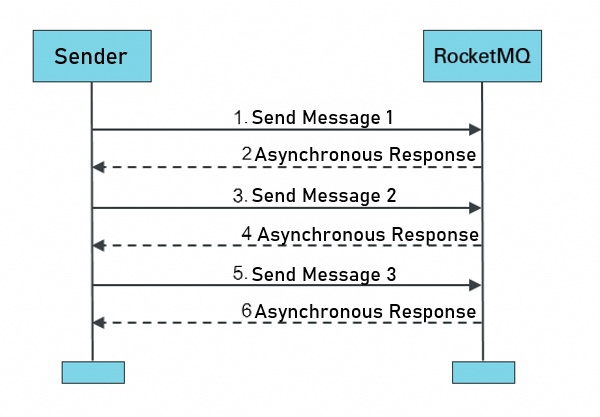 Sender
RocketMQ
1. Send Message 1
2 Asynchronous Response
3. Send Message 2
4 Asynchronous Response
5. Send Message 3
6 Asynchronous Response